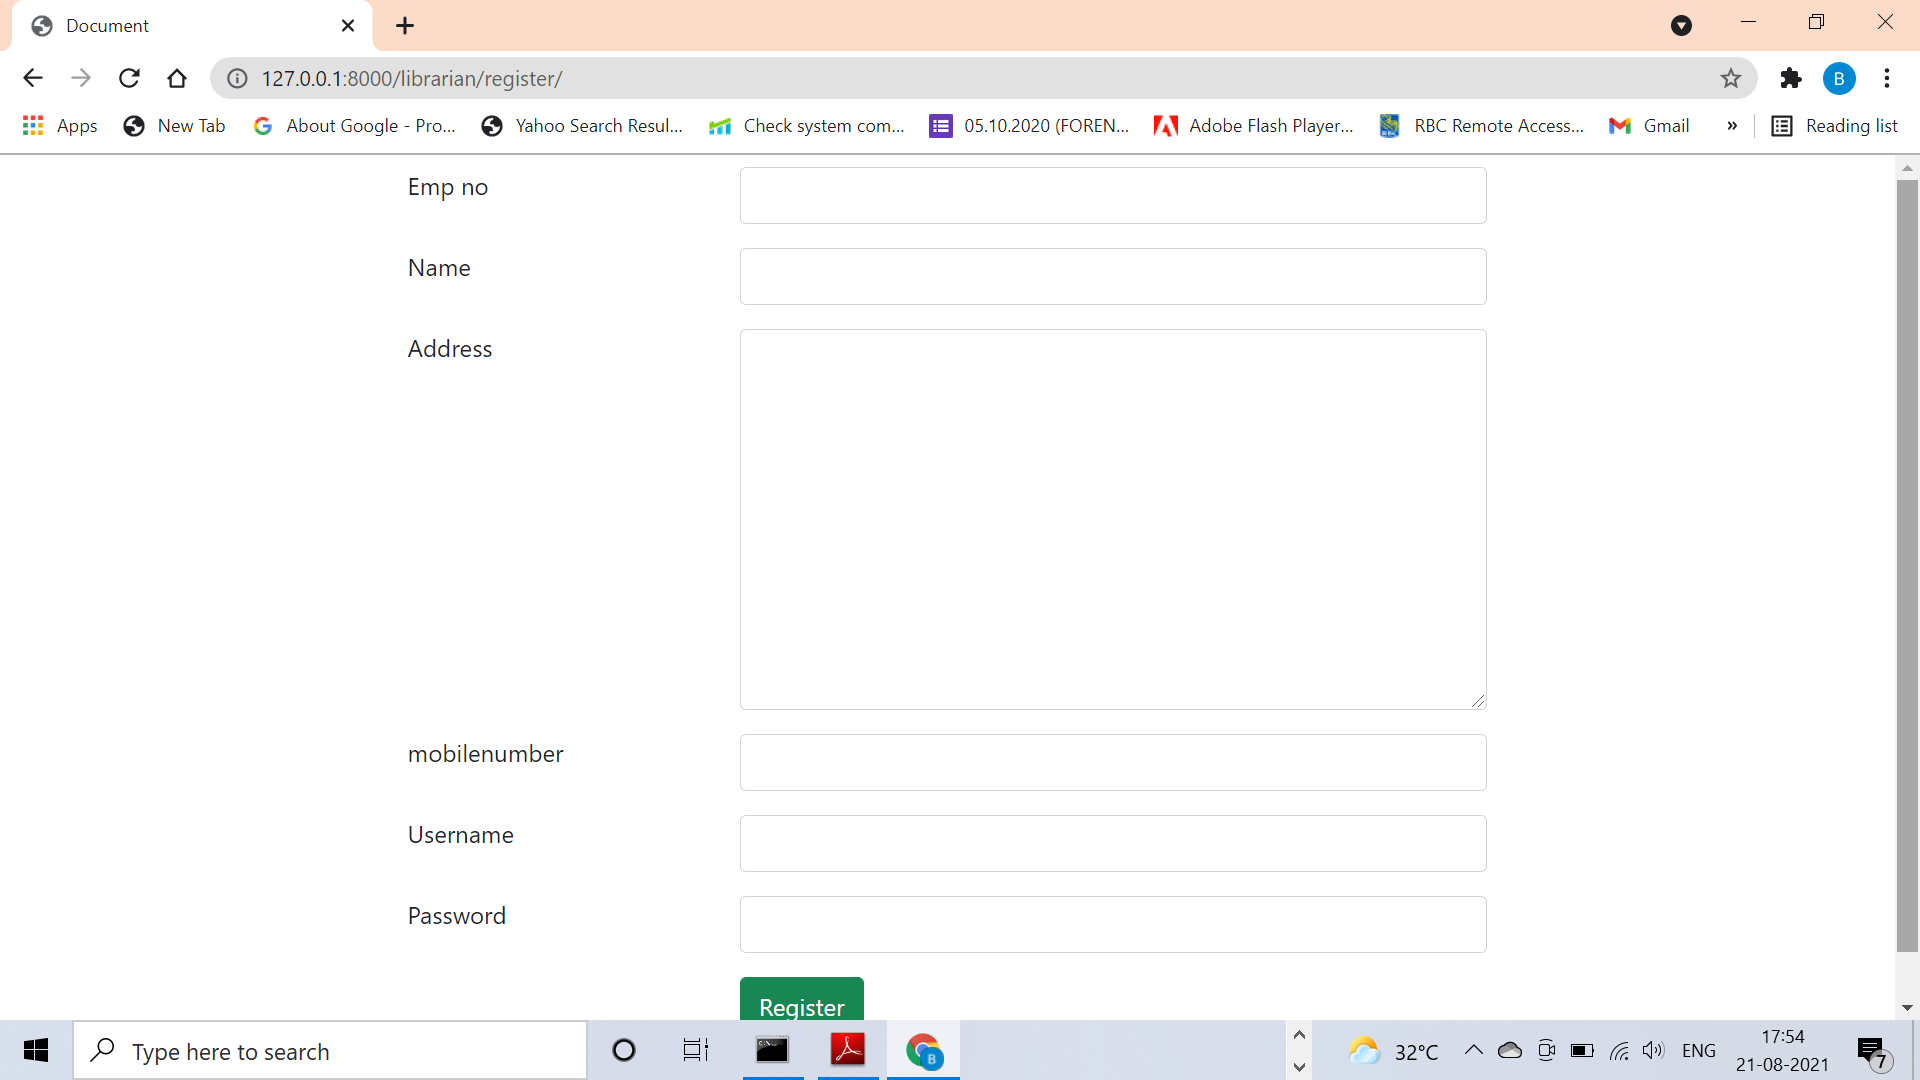 Document
127.0.0.1:8000/librarian/register/
B
Apps New Tab About Google - Pro... Yahoo Search Resul... Check system com... 05.10.2020 (FOREN... Adobe Flash Player... RBC Remote Access... Gmail » Reading list
Emp no
Name
Address
mobilenumber
Username
Password
Register
Type here to search
C:\.
B
32°C
ENG
17:54
21-08-2021
7